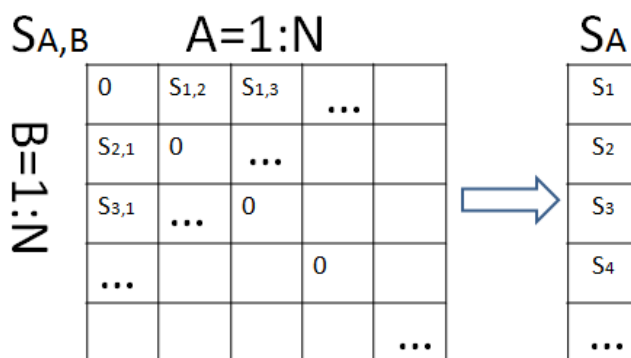 SA,B A=1:N SA
B=1:N
0 S1,2 S1,3 ... S1
S2,1 0 ... S2
S3,1 ... 0 S3
... 0 S4
... ...